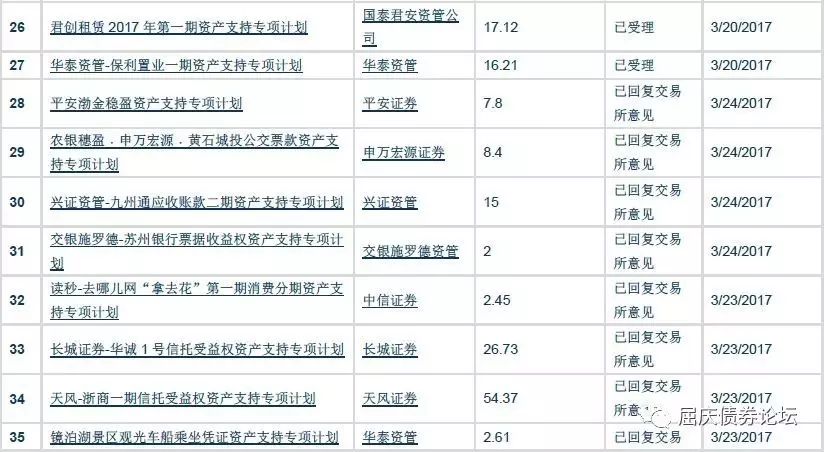 26 君创租赁 2017 年第一期资产支持专项计划 国泰君安资管公司 17.12 已受理 3/20/2017
27 华泰资管-保利置业一期资产支持专项计划 华泰资管 16.21 已受理 3/20/2017
28 平安渤金稳盈资产支持专项计划 平安证券 7.8 已回复交易所意见 3/24/2017
29 农银穗盈﹒申万宏源﹒黄石城投公交票款资产支持专项计划 申万宏源证券 8.4 已回复交易所意见 3/24/2017
30 兴证资管-九州通应收账款二期资产支持专项计划 兴证资管 15 已回复交易所意见 3/24/2017
31 交银施罗德-苏州银行票据收益权资产支持专项计划 交银施罗德资管 2 已回复交易所意见 3/24/2017
32 读秒-去哪儿网“拿去花”第一期消费分期资产支持专项计划 中信证券 2.45 已回复交易所意见 3/23/2017
33 长城证券-华诚 1 号信托受益权资产支持专项计划 长城证券 26.73 已回复交易所意见 3/23/2017
34 天风-浙商一期信托受益权资产支持专项计划 天风证券 54.37 已回复交易所意见 3/23/2017
35 镜泊湖景区观光车船乘坐凭证资产支持专项计划 华泰资管 2.61 已回复交易 3/23/2017
屈庆债券论坛